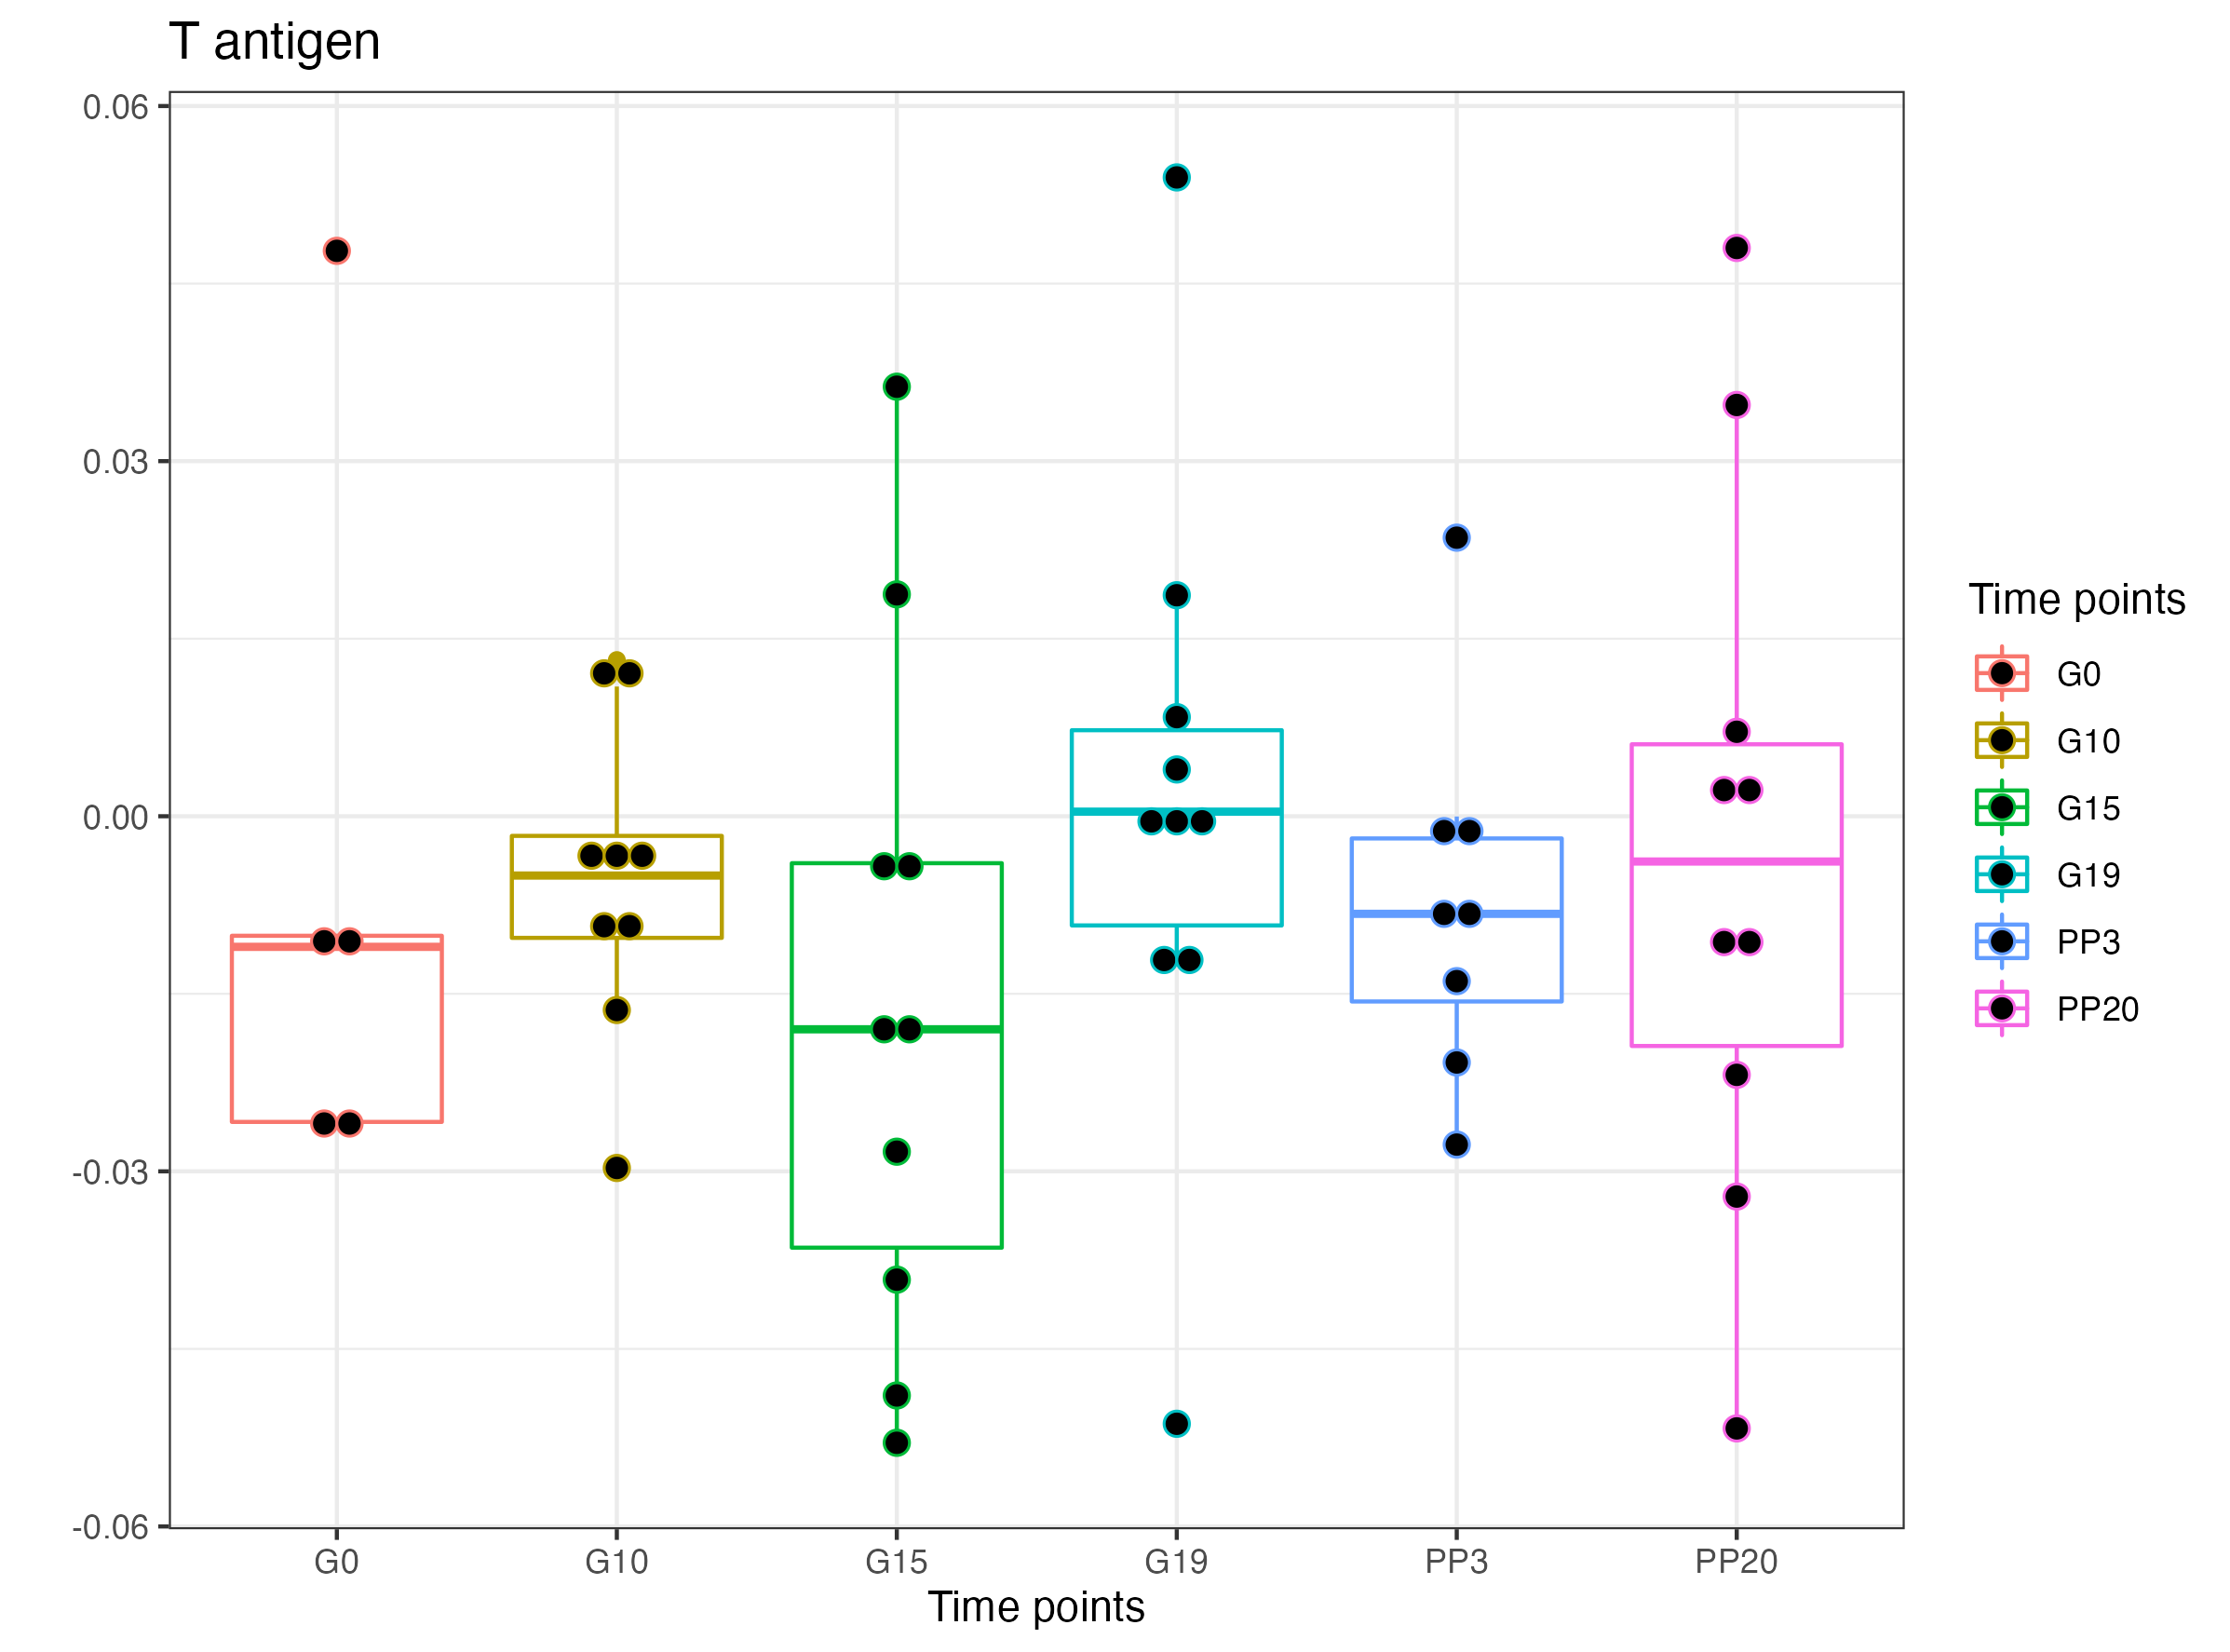 T antigen
0.06
0.03
0.00
-0.03
-0.06
G0 G10 G15 G19 PP3 PP20
Time points
Time points
G0
G10
G15
G19
PP3
PP20